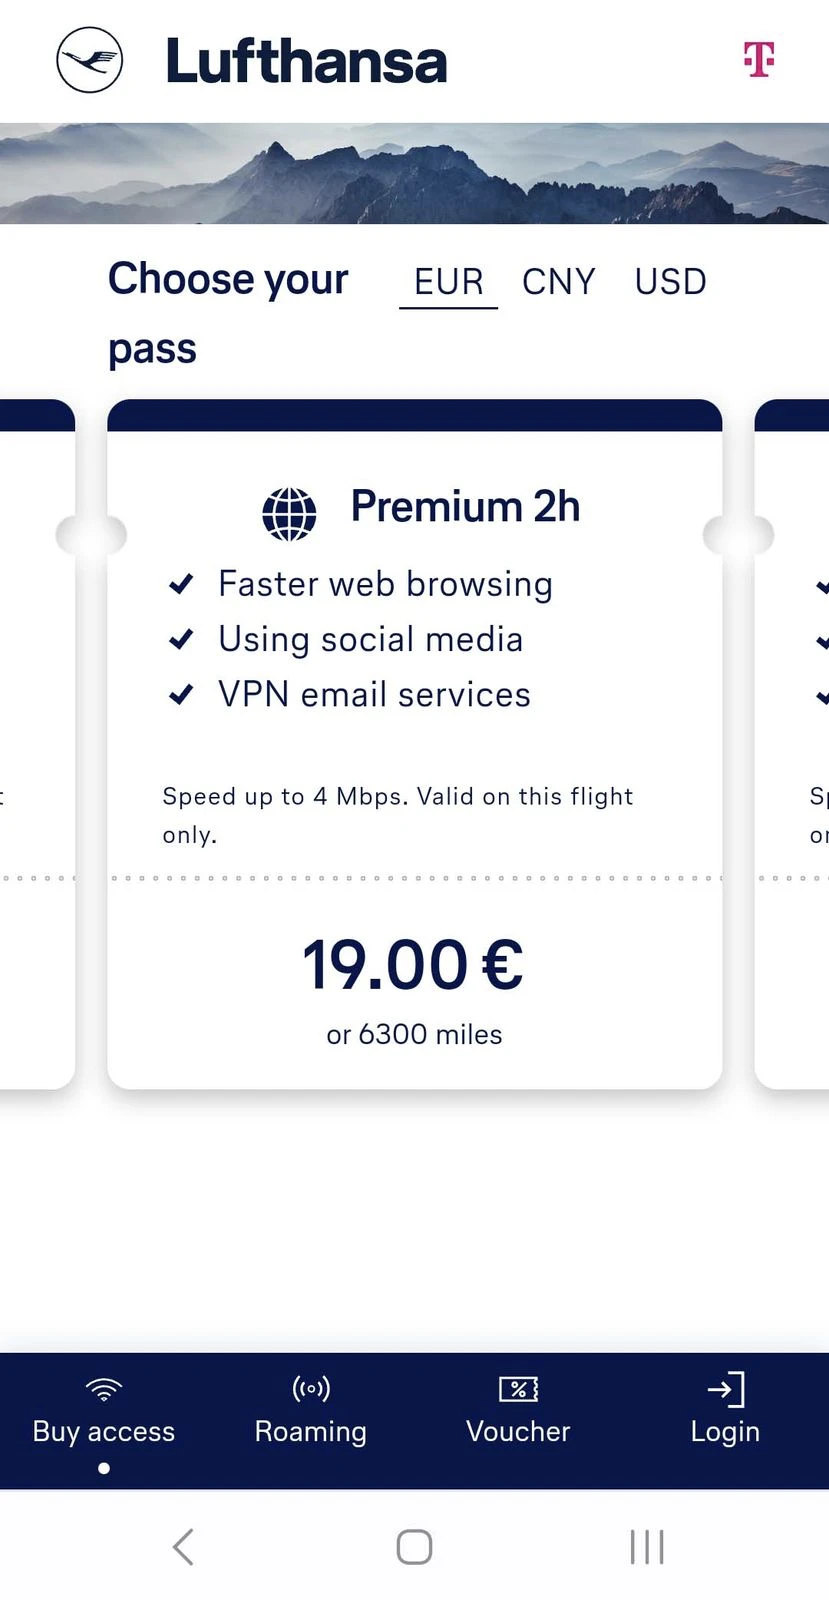 Lufthansa
T
Choose your
pass
EUR CNY USD
Premium 2h
Faster web browsing
Using social media
VPN email services
Speed up to 4 Mbps. Valid on this flight
only.
19.00 €
or 6300 miles
Buy access
Roaming
Voucher
Login